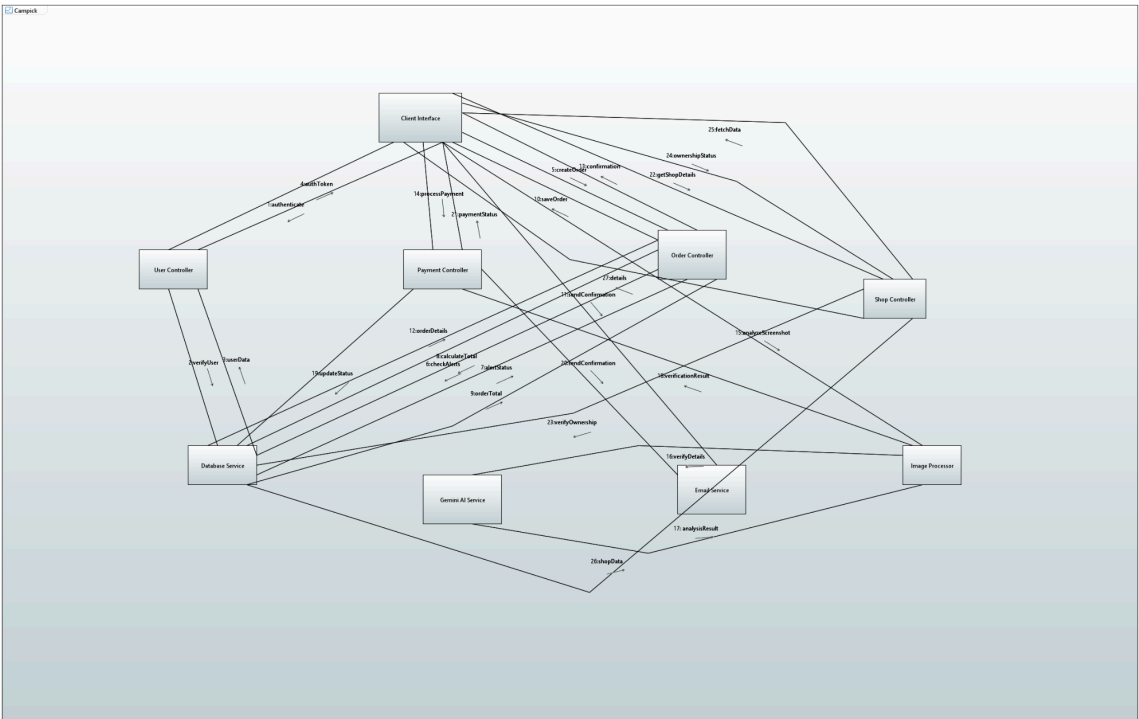 Campick
Client Interface
25:fetchData
24:ownershipStatus
13:confirmation
5:createOrder
22:getShopDetails
4:authToken
14:processPayment
10:saveOrder
1:authenticate
21:paymentStatus
Order Controller
User Controller
Payment Controller
27:details
11:sendConfirmation
Shop Controller
12:orderDetails
15:analyzeScreenshot
8:calculateTotal
2:verifyUser
3:userData
6:checkAlerts
7:alertStatus
20:sendConfirmation
19:updateStatus
18:verificationResult
9:orderTotal
23:verifyOwnership
16:verifyDetails
Database Service
Image Processor
Gemini AI Service
Email Service
17: analysisResult
26:shopData